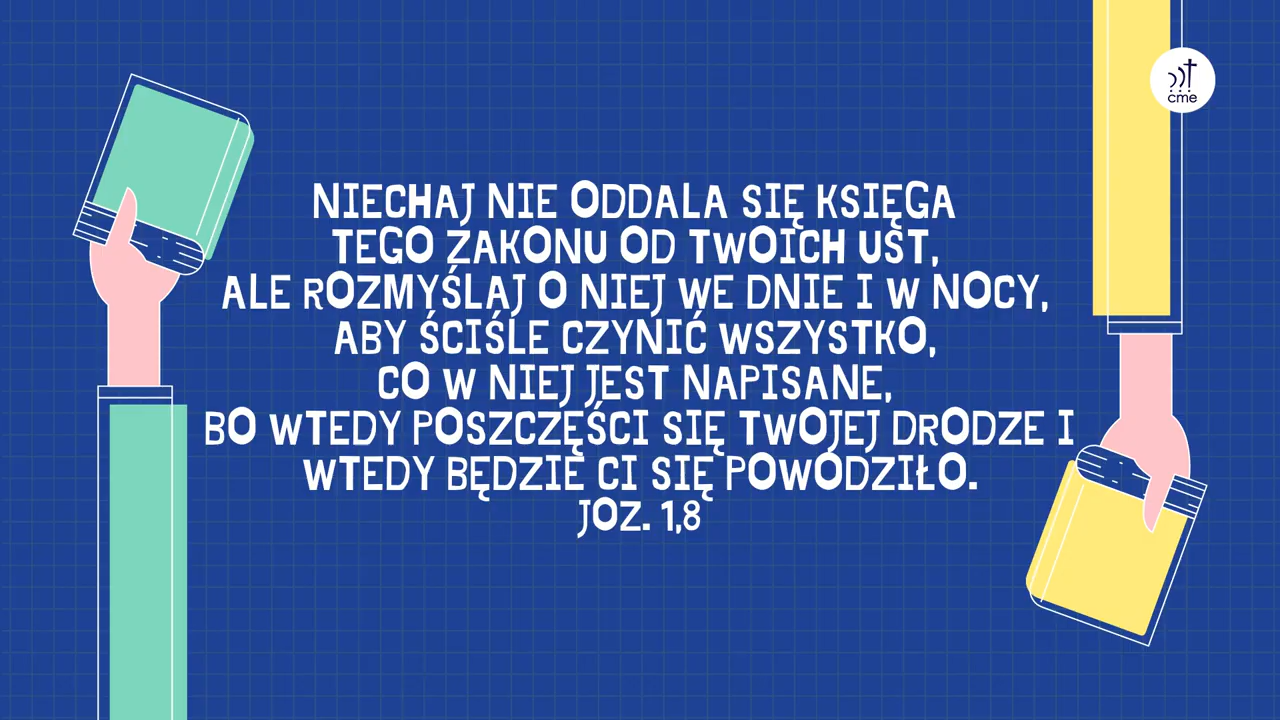 NIECHAJ NIE ODDALA SIĘ KSIĘGA
TEGO ZAKONU OD TWOICH UST,
ALE ROZMYŚLAJ O NIEJ WE DNIE I W NOCY,
ABY ŚCIŚLE CZYNIĆ WSZYSTKO,
CO W NIEJ JEST NAPISANE,
BO WTEDY POSZCZĘŚCI SIĘ TWOJEJ DRODZE I
WTEDY BĘDZIE CI SIĘ POWODZIŁO.
JOZ. 1,8
cme